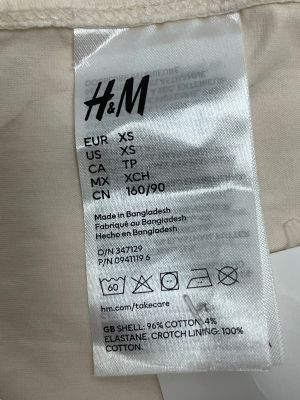 H&M
EUR XS
US XS
CA TP
MX XCH
CN 160/90
Made in Bangladesh
Fabriqué au Bangladesh
Hecho en Bangladesh
O/N 347129
P/N 0941119 6
60
hm.com/takecare
GB SHELL: 96% COTTON 4%
ELASTANE. CROTCH LINING: 100%
COTTON.